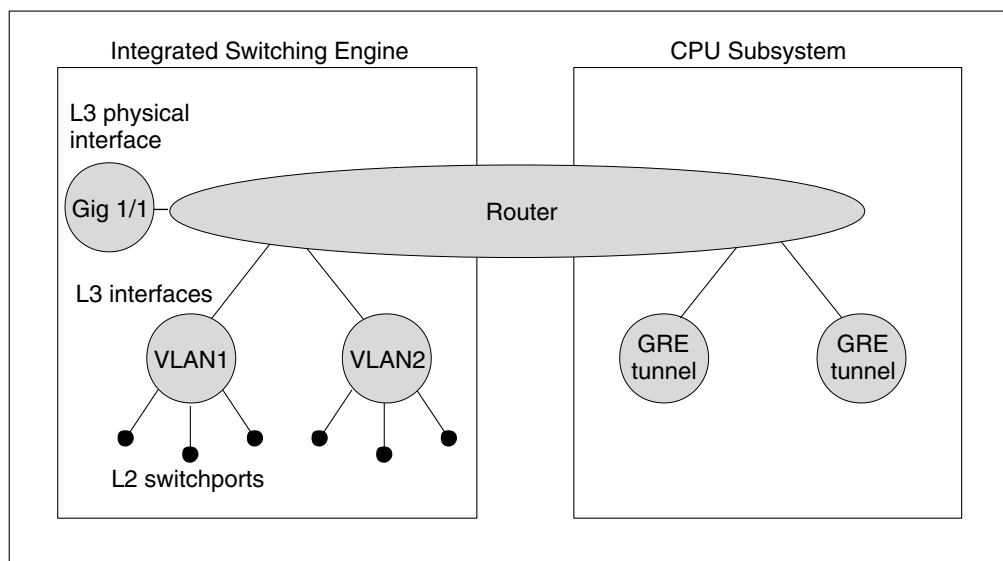 Integrated Switching Engine
CPU Subsystem
L3 physical
interface
Gig 1/1
Router
L3 interfaces
VLAN1
VLAN2
GRE
tunnel
GRE
tunnel
L2 switchports